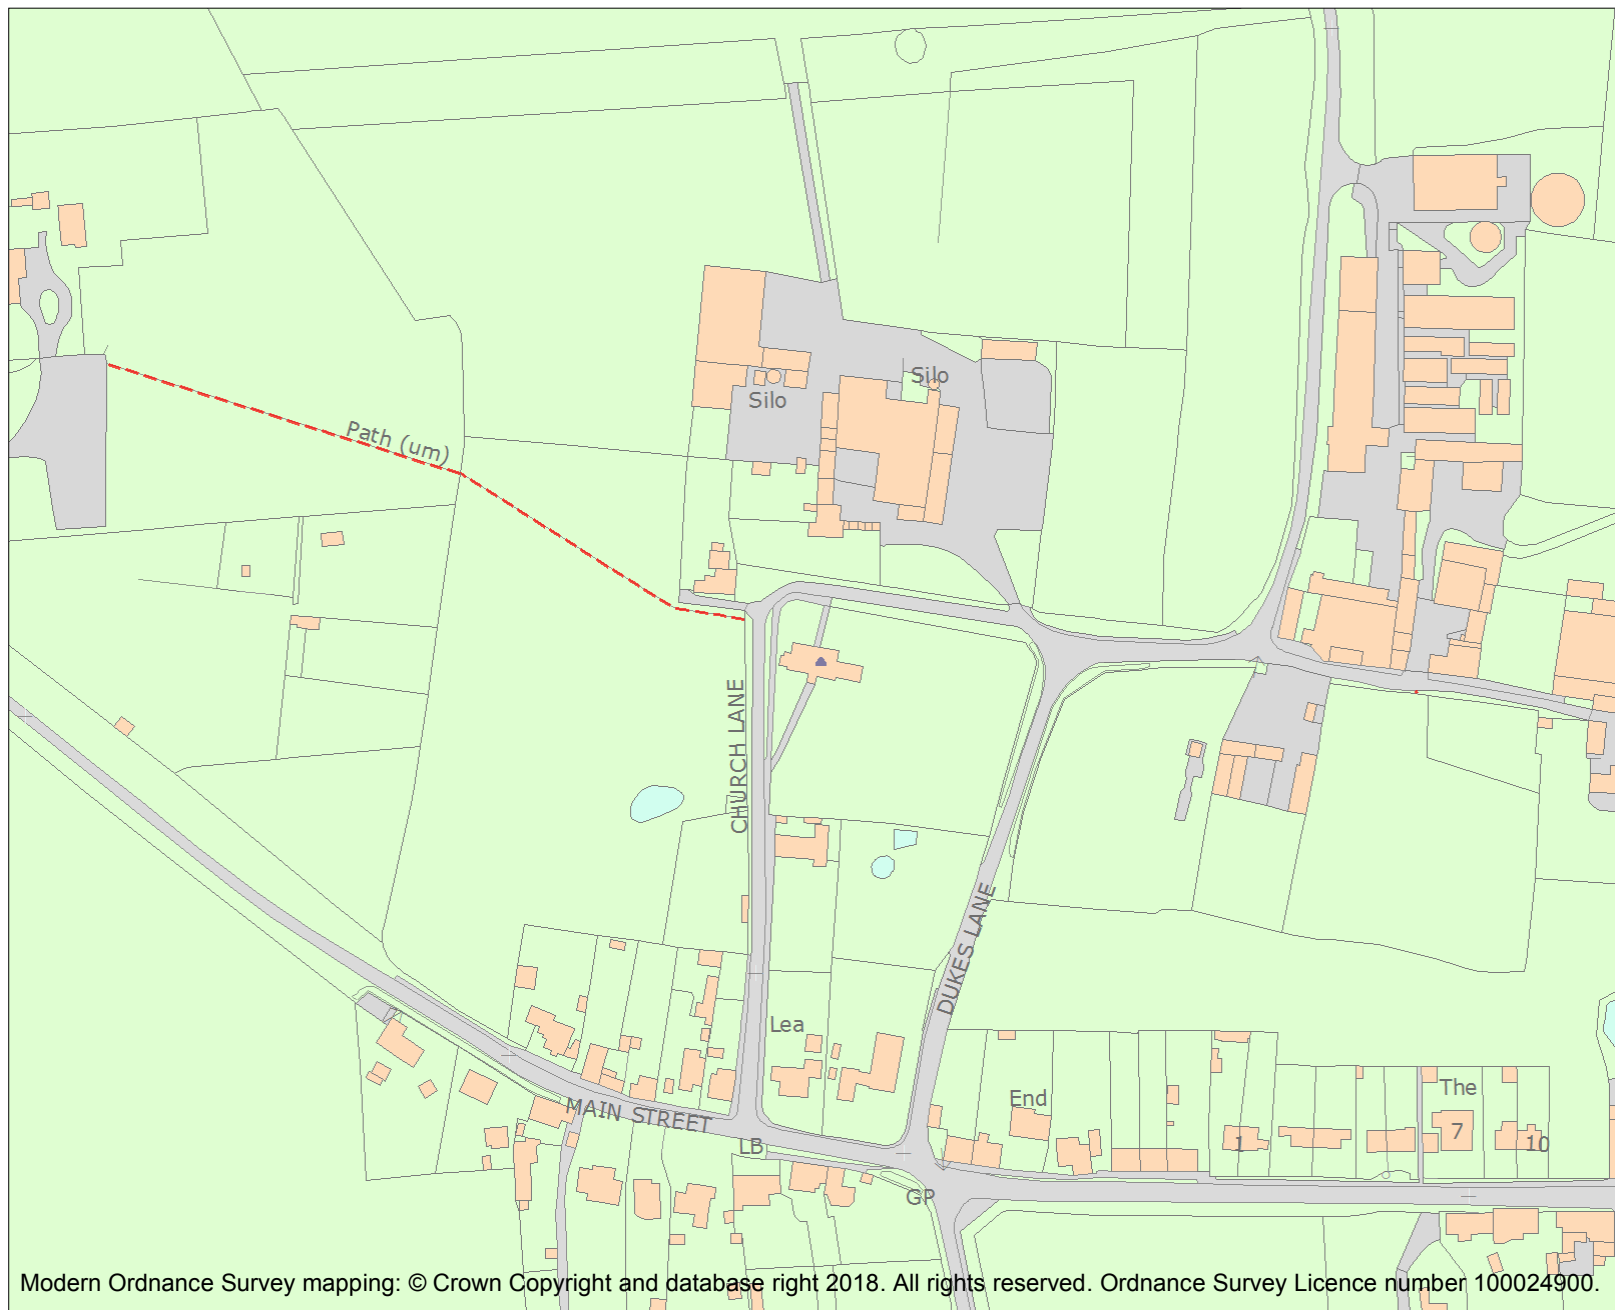 Silo
Silo
Path (um)
CHURCH LANE
DUKES LANE
Lea
End
The
MAIN STREET
LB
1
7
10
GP
Modern Ordnance Survey mapping: © Crown Copyright and database right 2018. All rights reserved. Ordnance Survey Licence number 100024900.